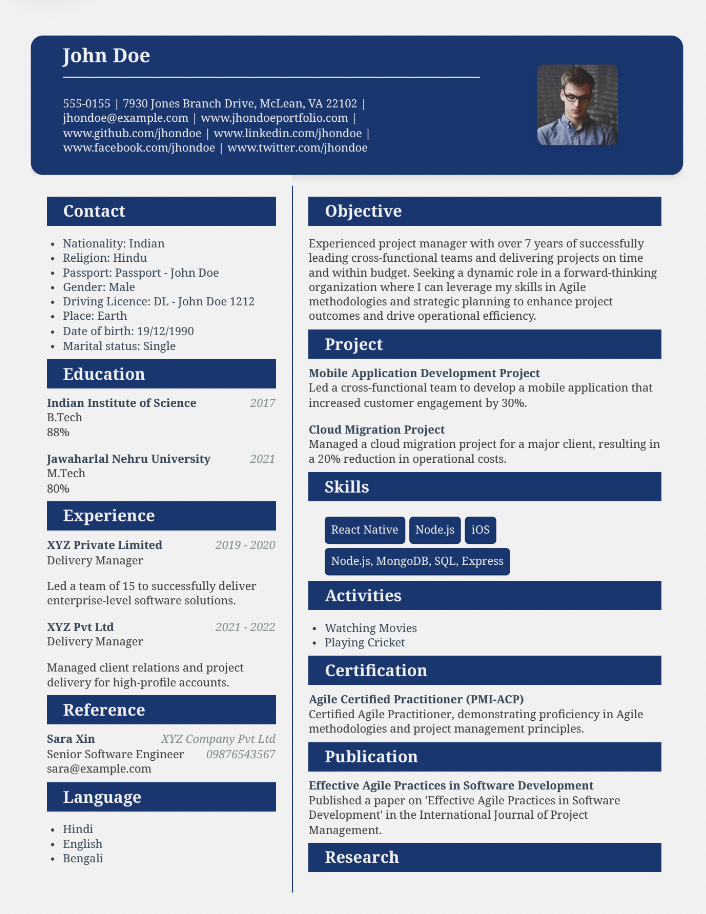 John Doe
555-0155 | 7930 Jones Branch Drive, McLean, VA 22102 |
jhondoe@example.com | www.jhondoeportfolio.com |
www.github.com/jhondoe | www.linkedin.com/jhondoe |
www.facebook.com/jhondoe | www.twitter.com/jhondoe
Contact
• Nationality: Indian
• Religion: Hindu
• Passport: Passport - John Doe
• Gender: Male
• Driving Licence: DL - John Doe 1212
• Place: Earth
• Date of birth: 19/12/1990
• Marital status: Single
Education
Indian Institute of Science 2017
B.Tech
88%
Jawaharlal Nehru University 2021
M.Tech
80%
Experience
XYZ Private Limited 2019 - 2020
Delivery Manager
Led a team of 15 to successfully deliver
enterprise-level software solutions.
XYZ Pvt Ltd 2021 - 2022
Delivery Manager
Managed client relations and project
delivery for high-profile accounts.
Reference
Sara Xin XYZ Company Pvt Ltd
Senior Software Engineer 09876543567
sara@example.com
Language
• Hindi
• English
• Bengali
Objective
Experienced project manager with over 7 years of successfully
leading cross-functional teams and delivering projects on time
and within budget. Seeking a dynamic role in a forward-thinking
organization where I can leverage my skills in Agile
methodologies and strategic planning to enhance project
outcomes and drive operational efficiency.
Project
Mobile Application Development Project
Led a cross-functional team to develop a mobile application that
increased customer engagement by 30%.
Cloud Migration Project
Managed a cloud migration project for a major client, resulting in
a 20% reduction in operational costs.
Skills
React Native Node.js iOS
Node.js, MongoDB, SQL, Express
Activities
• Watching Movies
• Playing Cricket
Certification
Agile Certified Practitioner (PMI-ACP)
Certified Agile Practitioner, demonstrating proficiency in Agile
methodologies and project management principles.
Publication
Effective Agile Practices in Software Development
Published a paper on 'Effective Agile Practices in Software
Development' in the International Journal of Project
Management.
Research